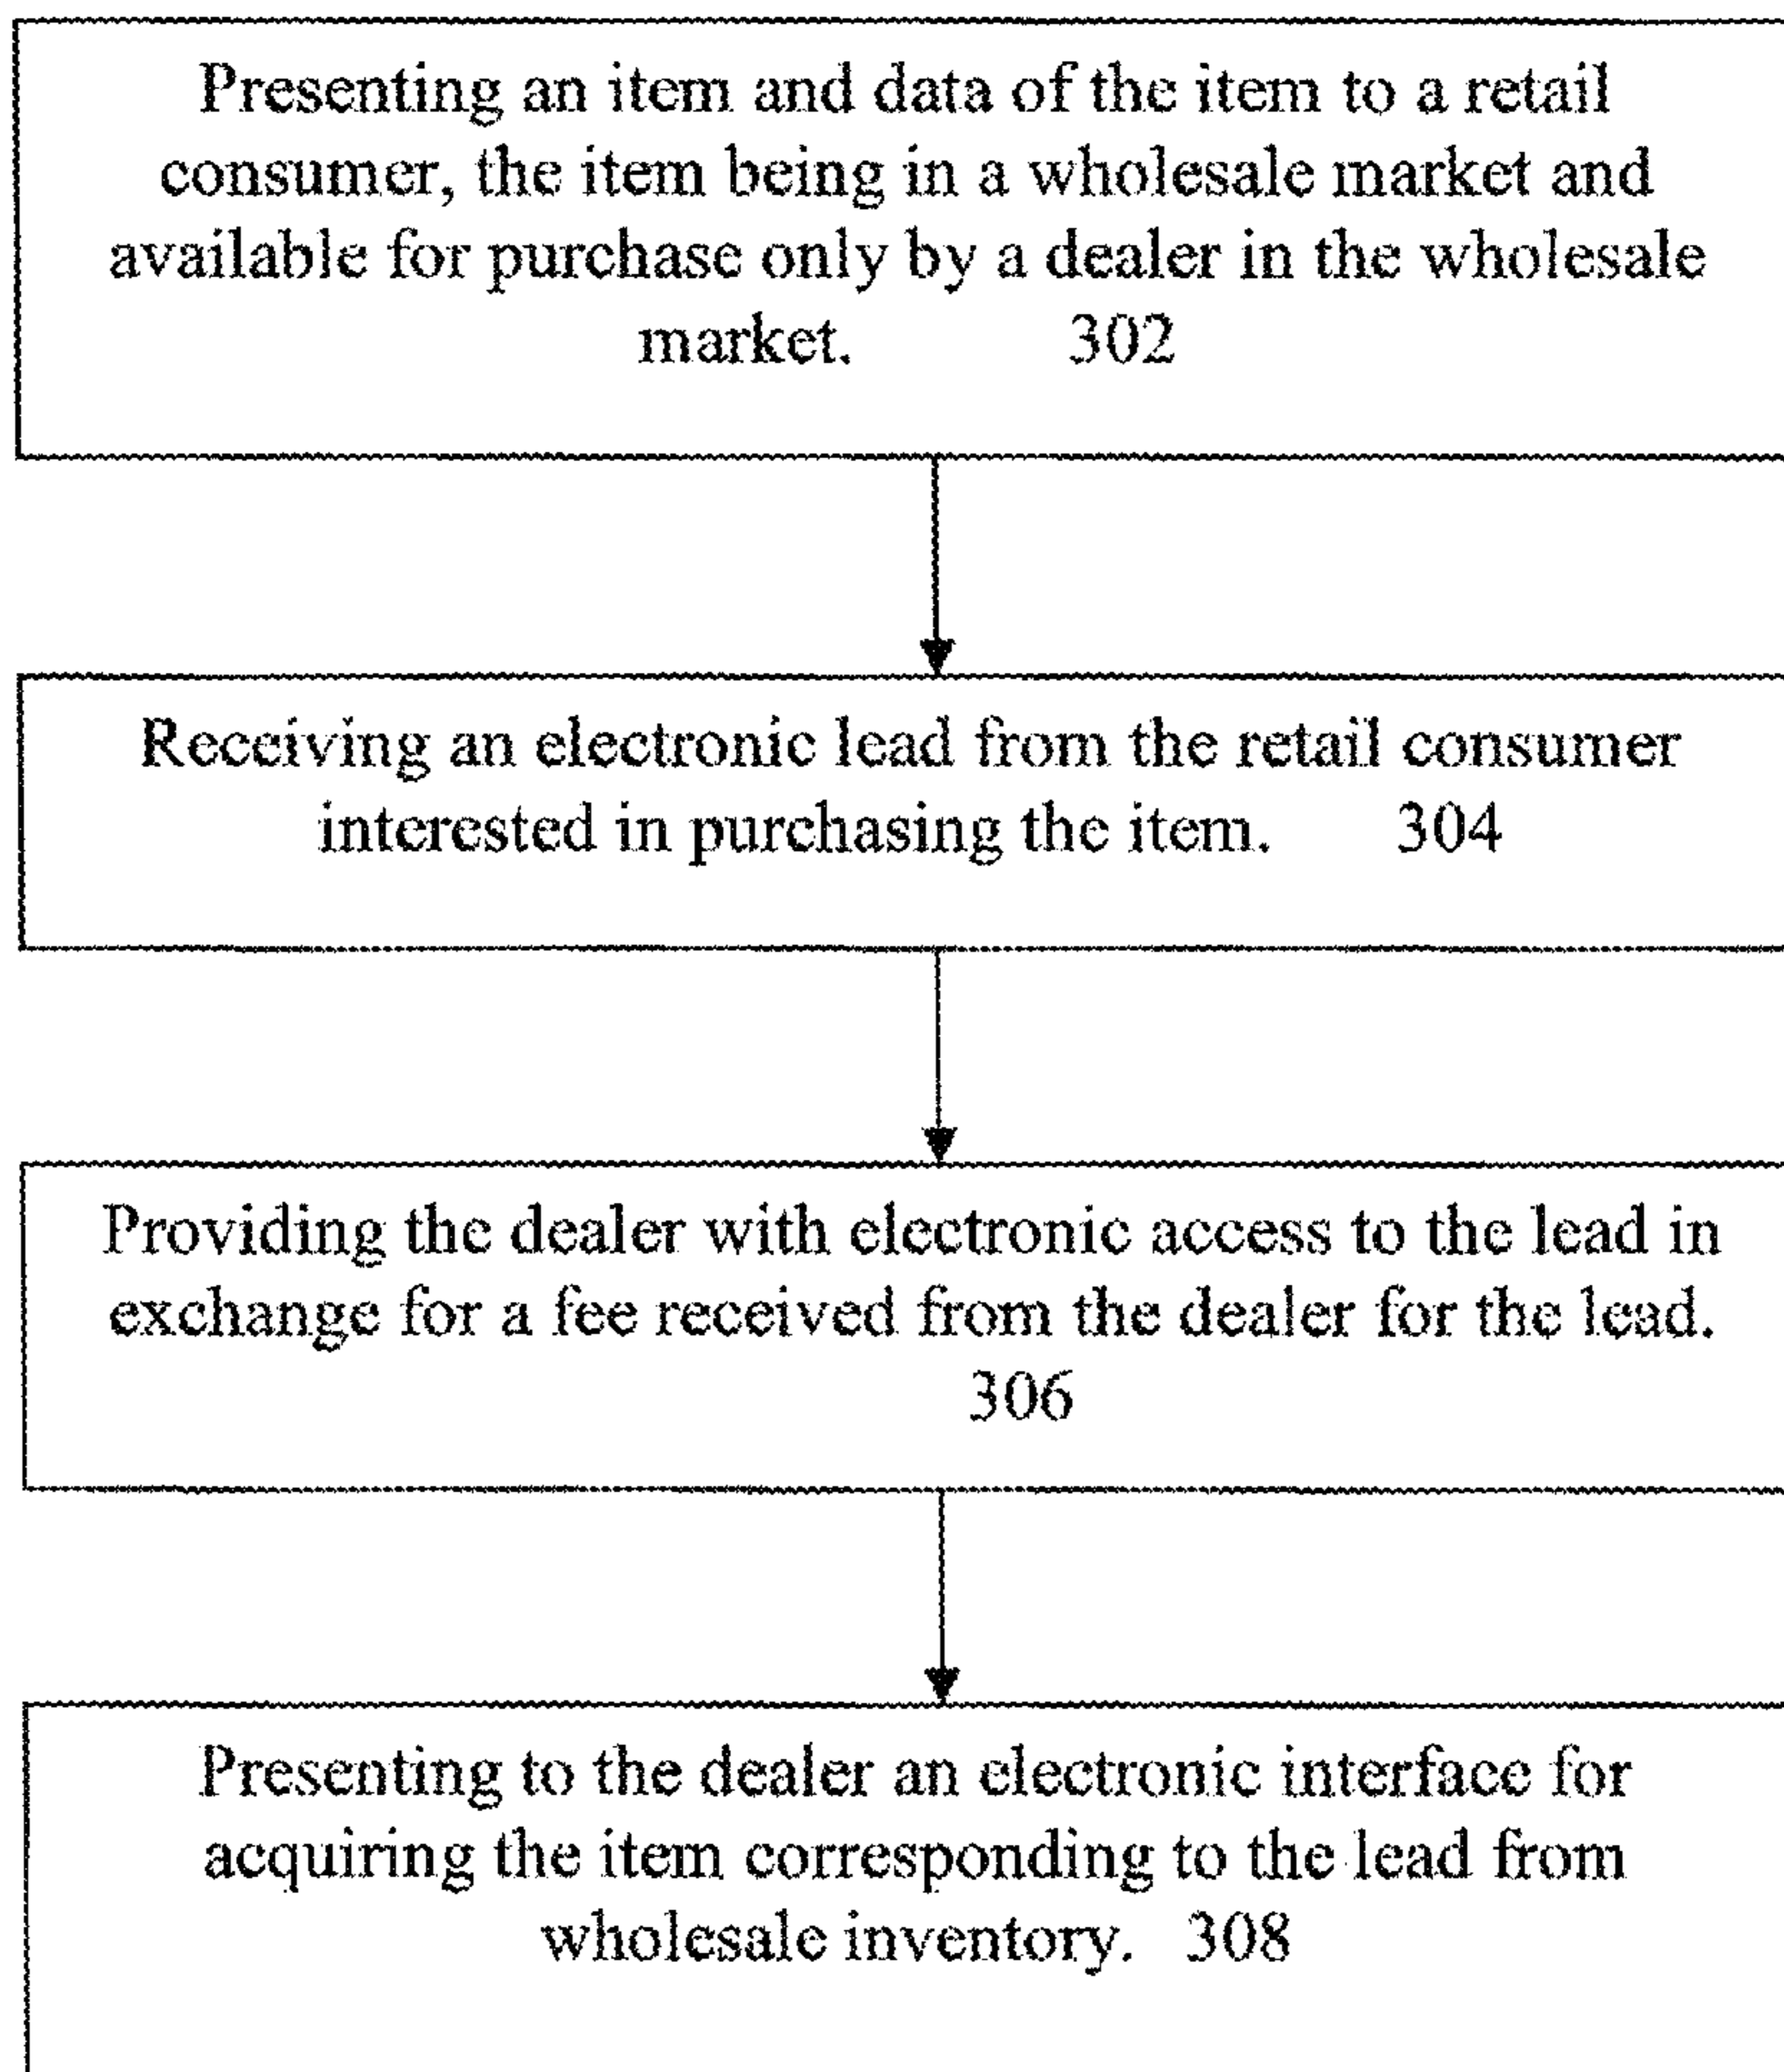 Presenting an item and data of the item to a retail
consumer, the item being in a wholesale market and
available for purchase only by a dealer in the wholesale
market. 302
Receiving an electronic lead from the retail consumer
interested in purchasing the item. 304
Providing the dealer with electronic access to the lead in
exchange for a fee received from the dealer for the lead.
306
Presenting to the dealer an electronic interface for
acquiring the item corresponding to the lead from
wholesale inventory. 308